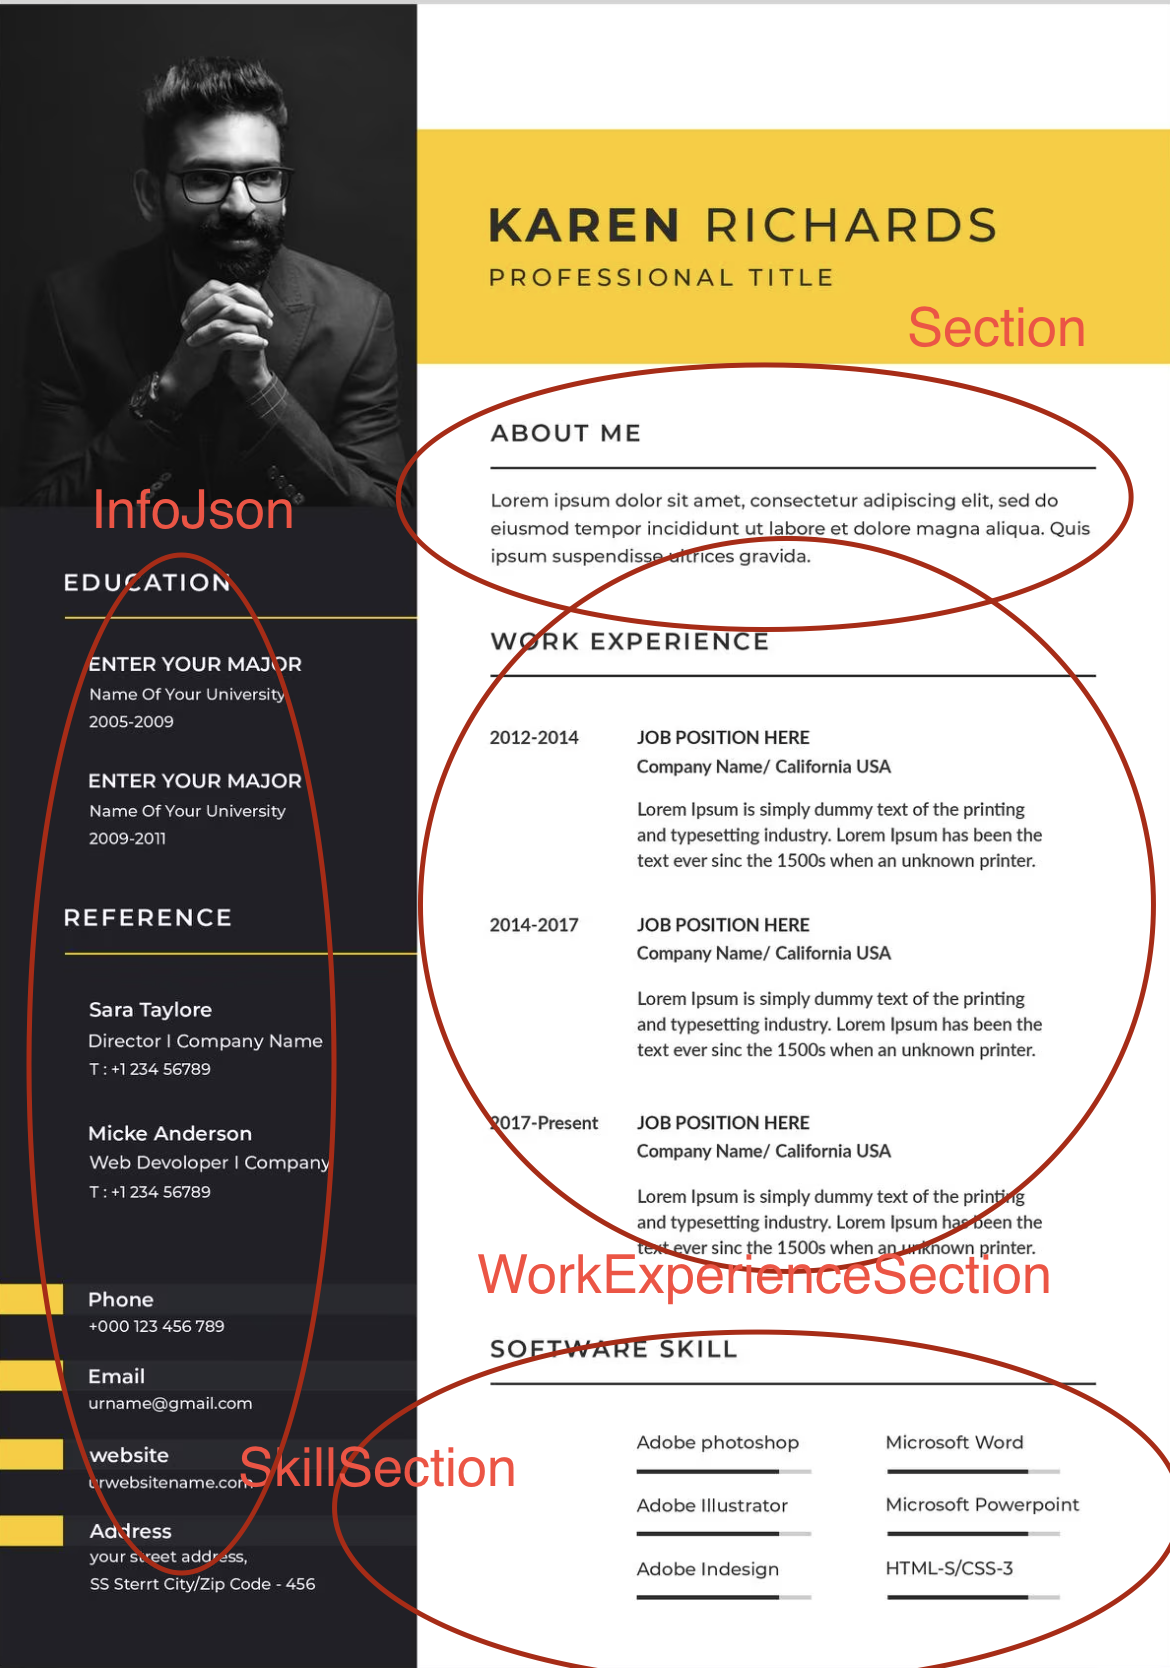 KAREN RICHARDS
PROFESSIONAL TITLE
Section
ABOUT ME
Lorem ipsum dolor sit amet, consectetur adipiscing elit, sed do
eiusmod tempor incididunt ut labore et dolore magna aliqua. Quis
ipsum suspendisse ultrices gravida.
InfoJson
EDUCATION
ENTER YOUR MAJOR
Name Of Your University
2005-2009
ENTER YOUR MAJOR
Name Of Your University
2009-2011
REFERENCE
Sara Taylore
Director I Company Name
T : +1 234 56789
Micke Anderson
Web Devoloper I Company
T : +1 234 56789
Phone
+000 123 456 789
Email
urname@gmail.com
website
urwebsitename.com
Address
your street address,
SS Sterrt City/Zip Code - 456
WORK EXPERIENCE
2012-2014 JOB POSITION HERE
Company Name/ California USA
Lorem Ipsum is simply dummy text of the printing
and typesetting industry. Lorem Ipsum has been the
text ever sinc the 1500s when an unknown printer.
2014-2017 JOB POSITION HERE
Company Name/ California USA
Lorem Ipsum is simply dummy text of the printing
and typesetting industry. Lorem Ipsum has been the
text ever sinc the 1500s when an unknown printer.
2017-Present JOB POSITION HERE
Company Name/ California USA
Lorem Ipsum is simply dummy text of the printing
and typesetting industry. Lorem Ipsum has been the
text ever sinc the 1500s when an unknown printer.
WorkExperienceSection
SOFTWARE SKILL
SkillSection
Adobe photoshop Microsoft Word
Adobe Illustrator Microsoft Powerpoint
Adobe Indesign HTML-S/CSS-3